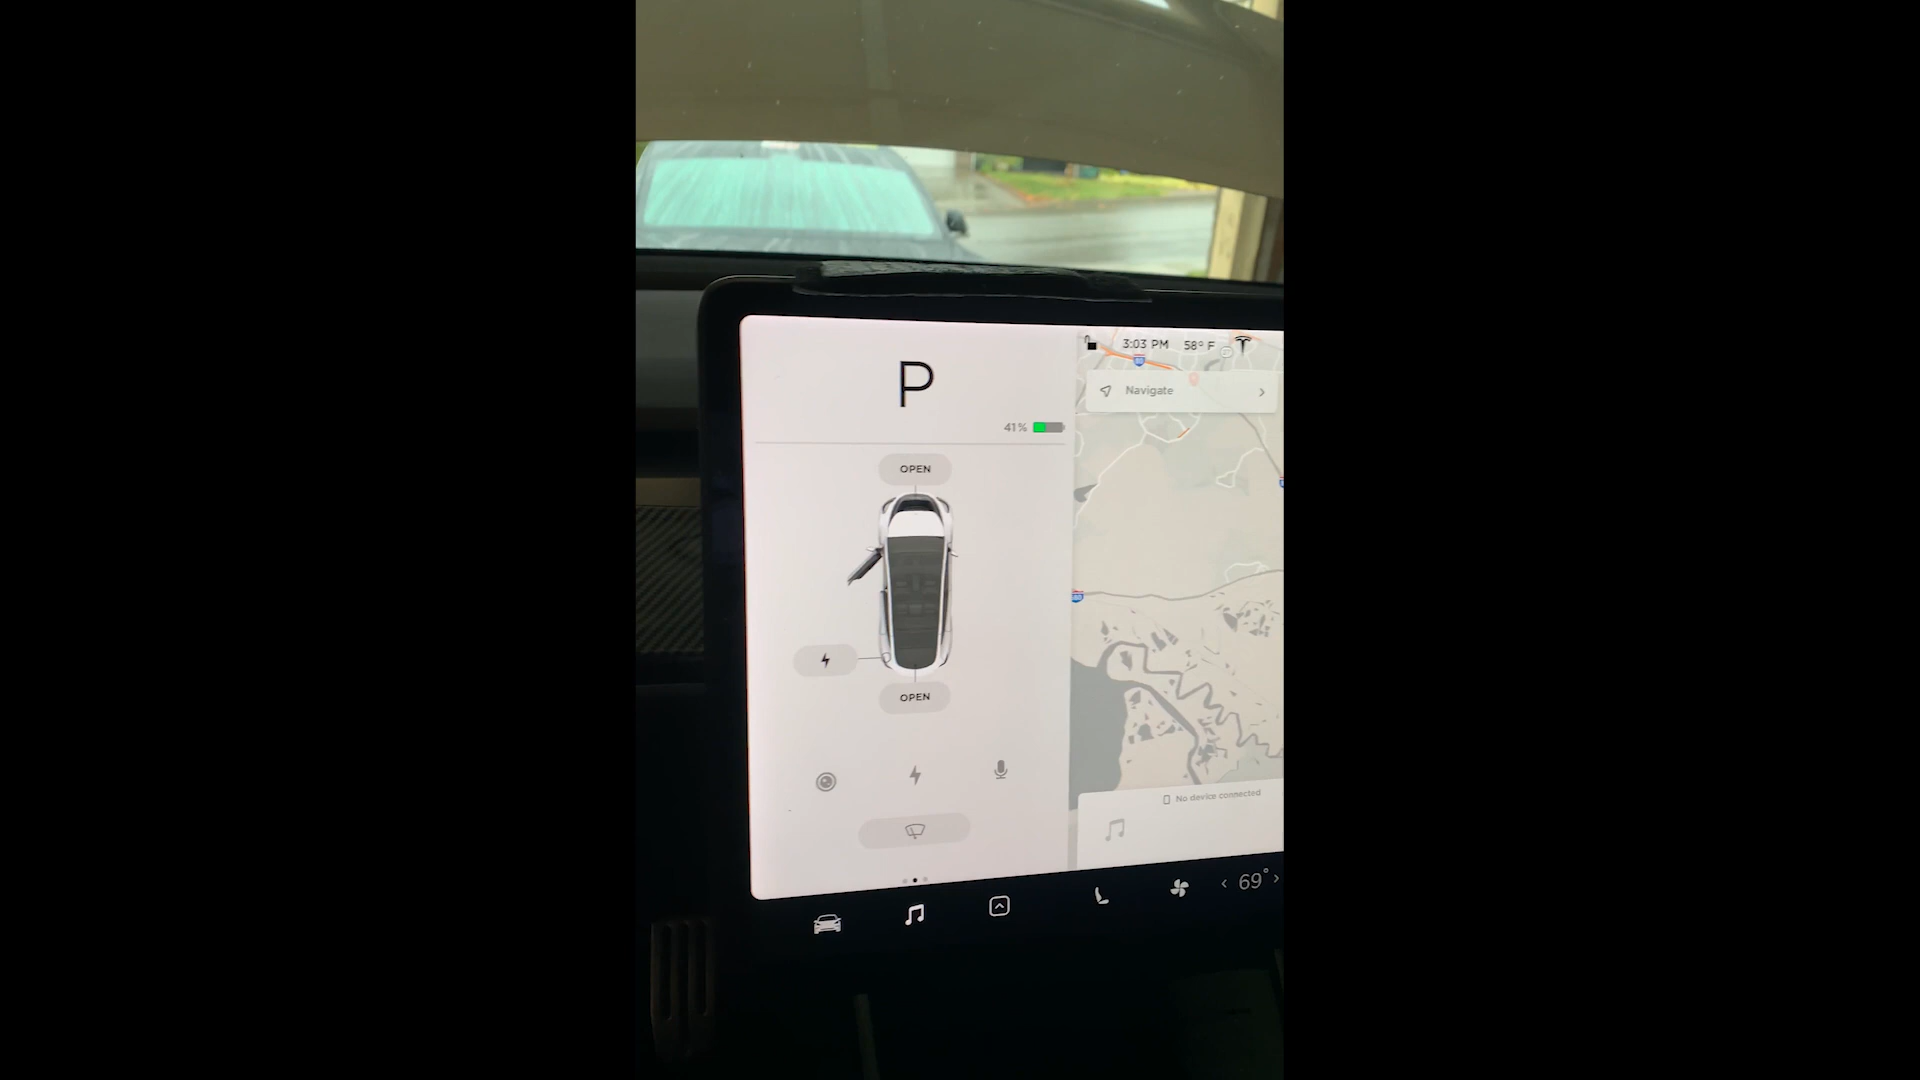 P
41%
OPEN
OPEN
3:03 PM 58° F
Navigate
No device connected
69°